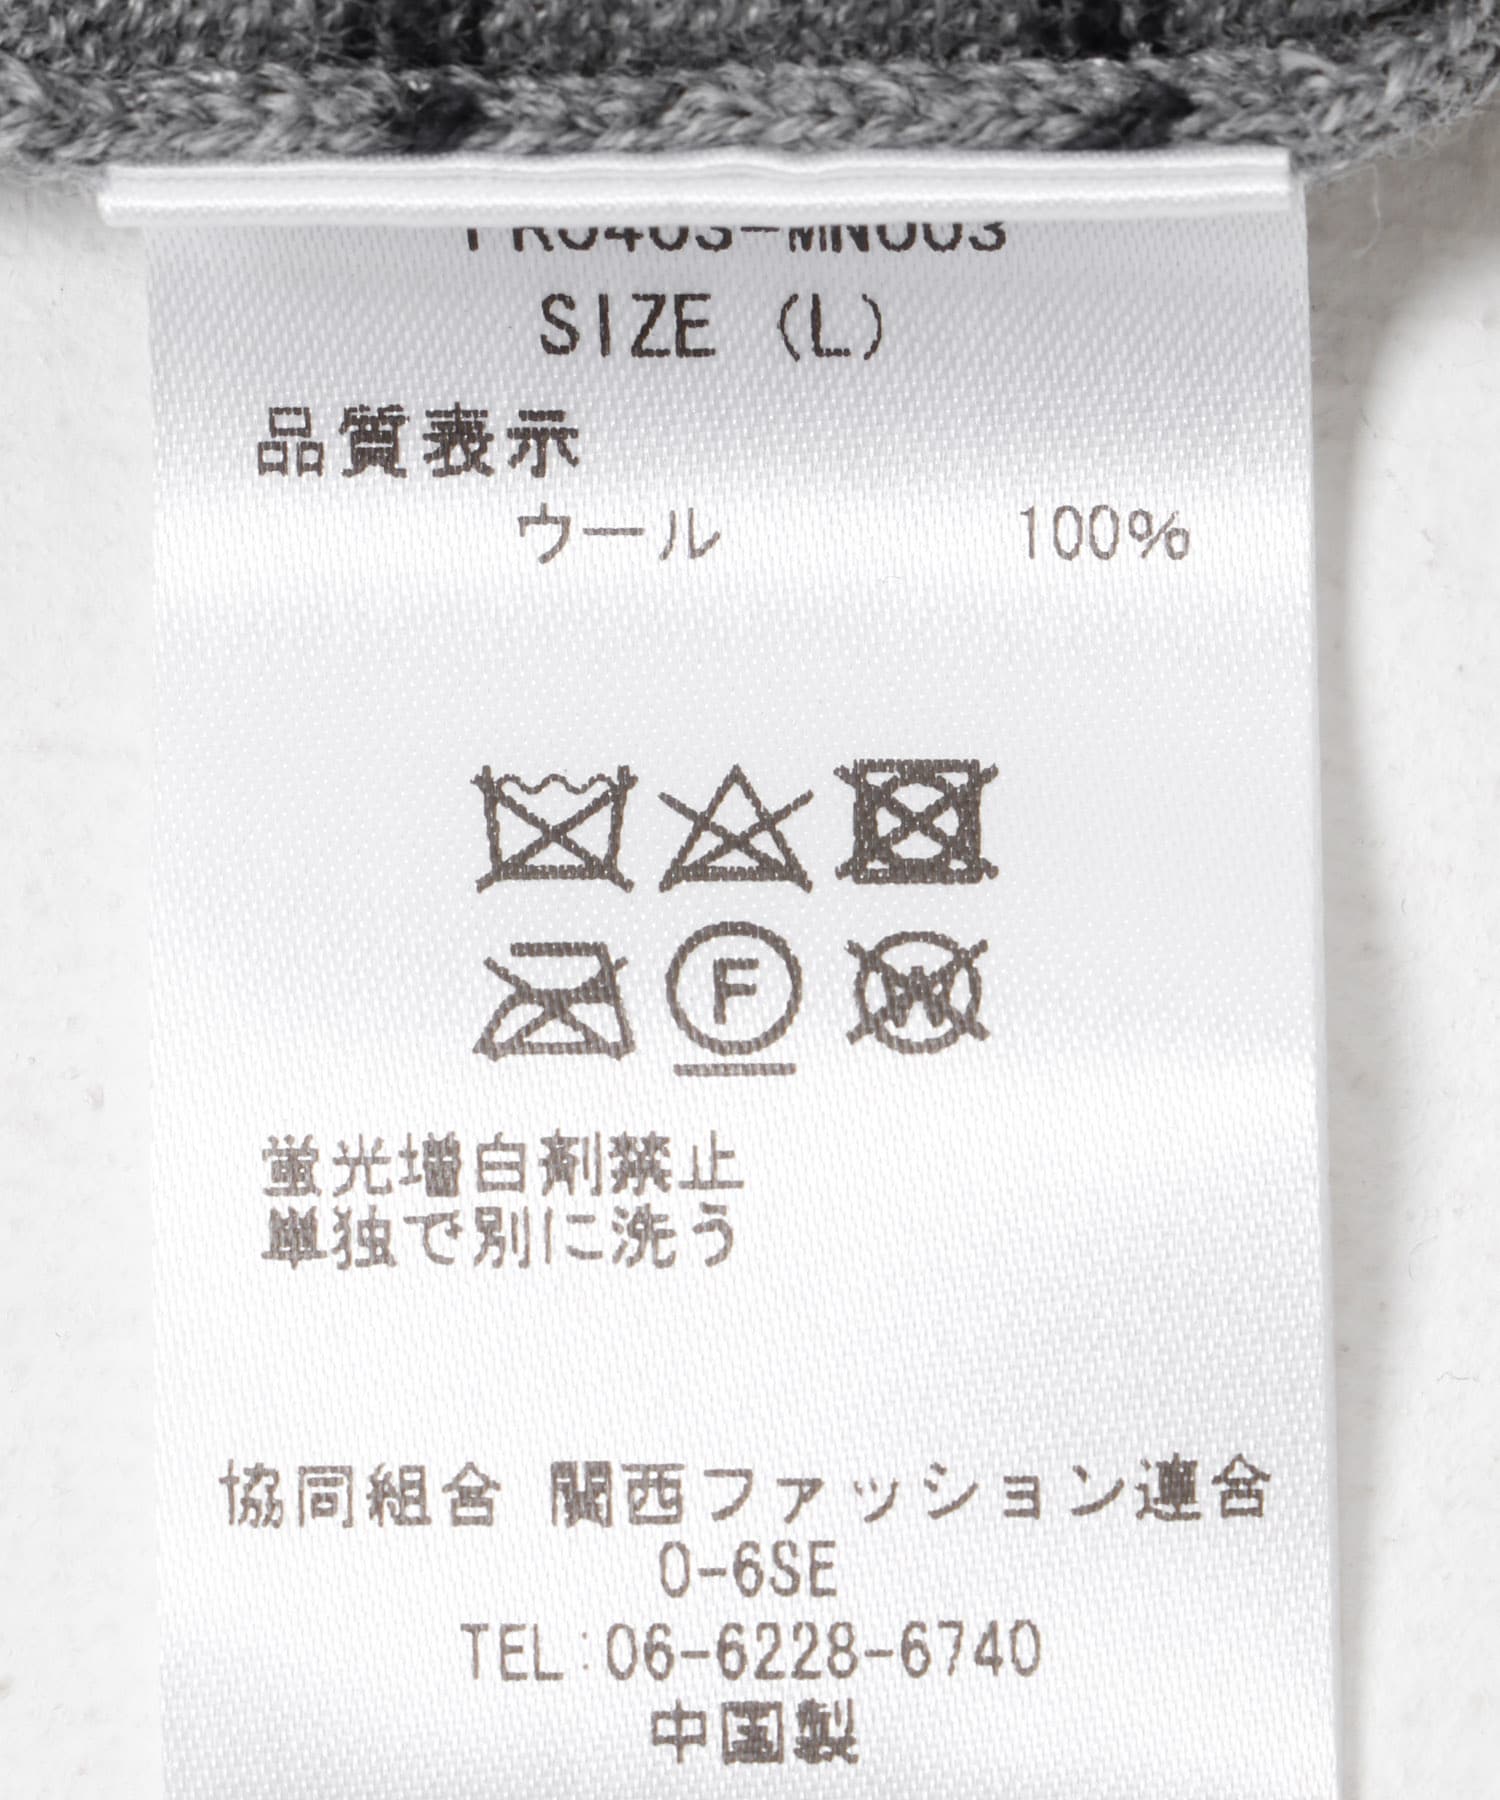 SIZE (L)
品質表示
ウール 100%
F
W
蛍光増白剤禁止
単独で別に洗う
協同組合 関西ファッション連合
O-6SE
TEL:06-6228-6740
中国製